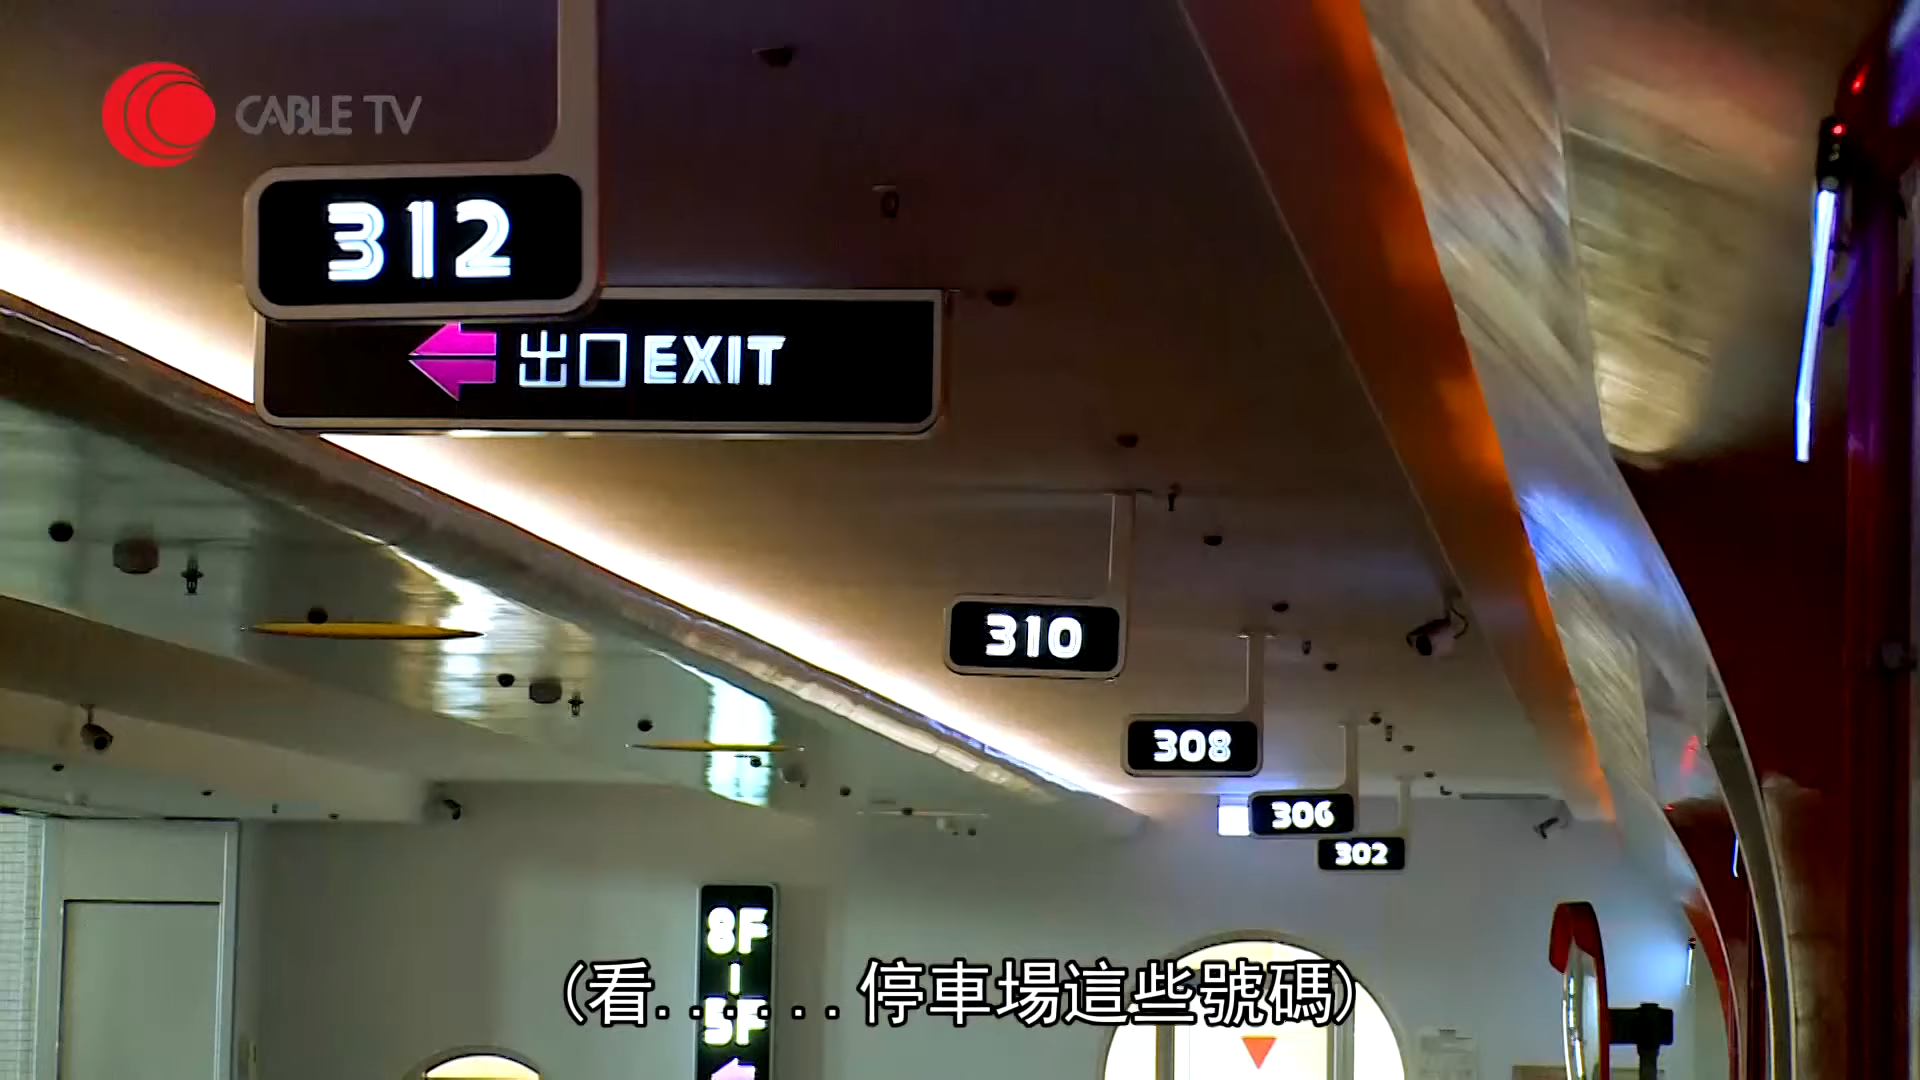 CABLE TV
312
出口 EXIT
310
308
306
302
8F
|
5F
(看......停車場這些號碼)